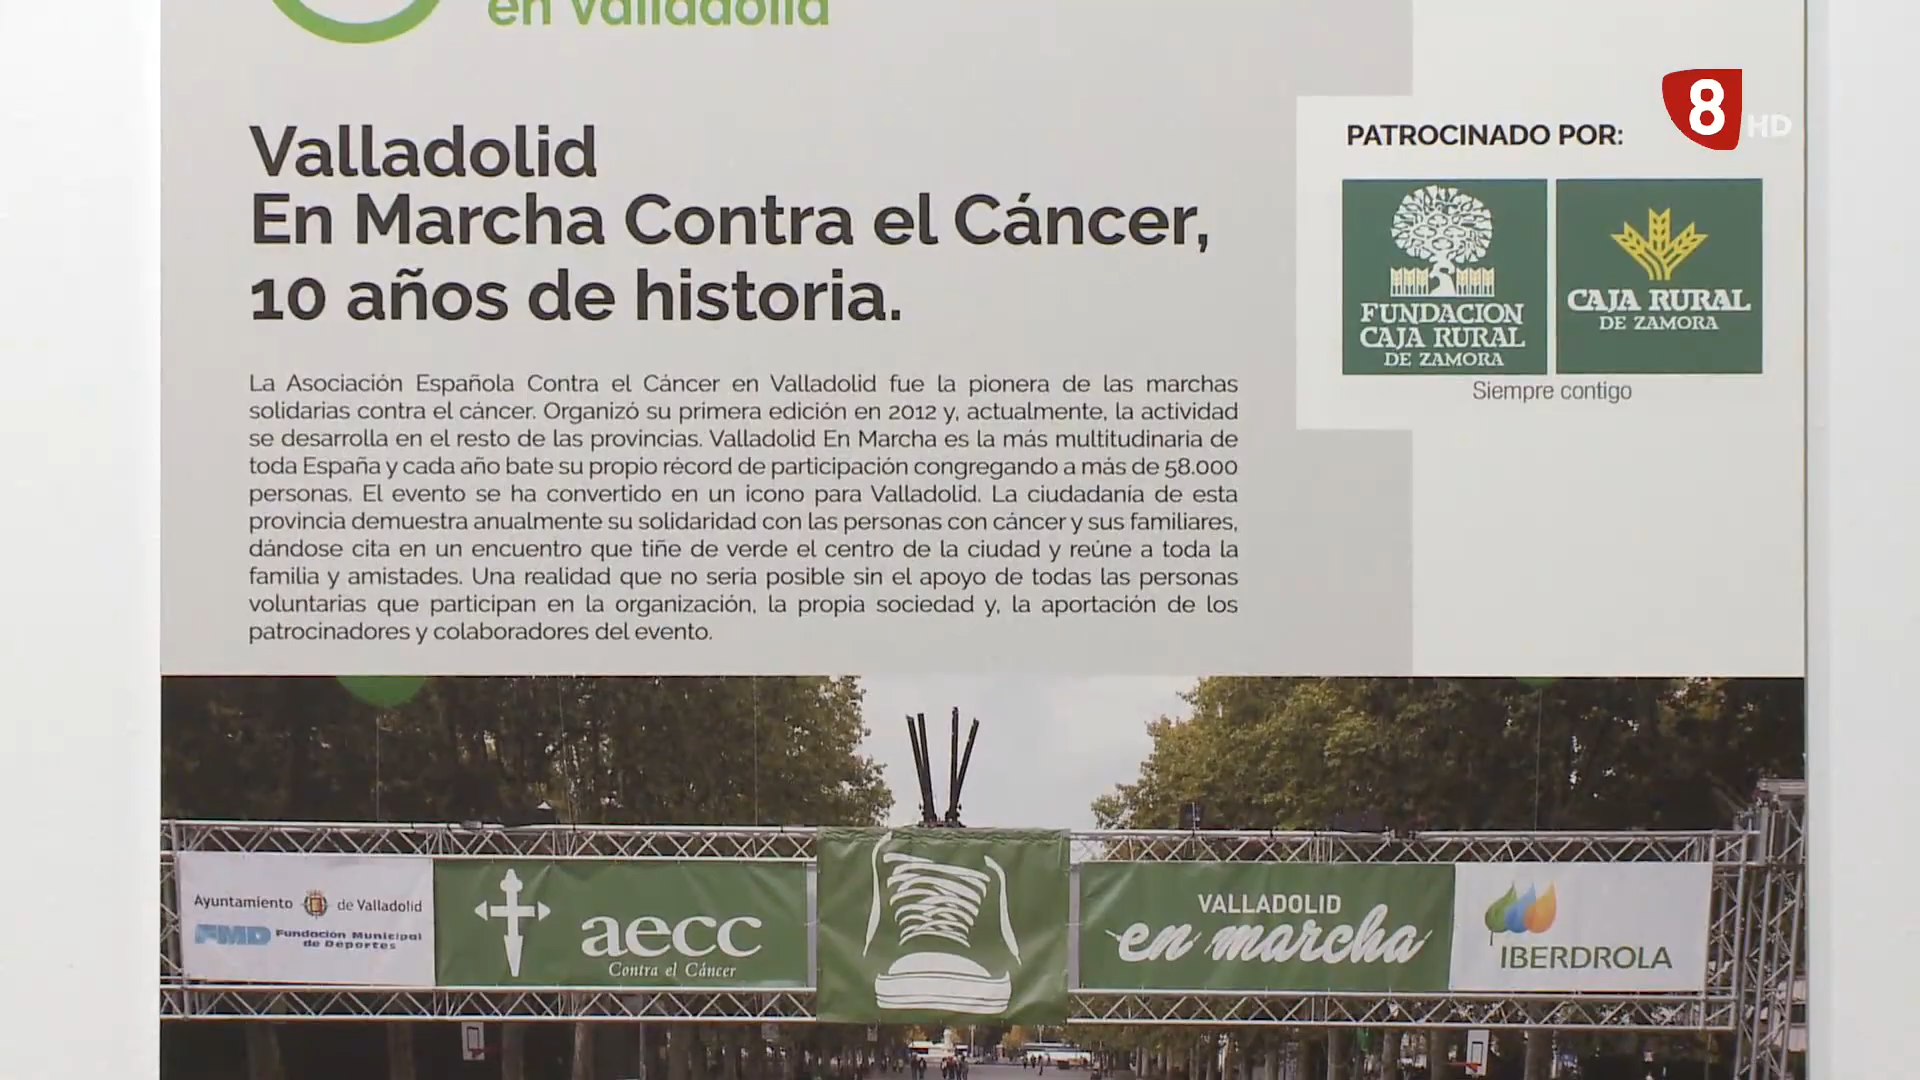 en Valladolid
8 HD
Valladolid
En Marcha Contra el Cáncer,
10 años de historia.
PATROCINADO POR:
FUNDACION
CAJA RURAL
DE ZAMORA
CAJA RURAL
DE ZAMORA
Siempre contigo
La Asociación Española Contra el Cáncer en Valladolid fue la pionera de las marchas
solidarias contra el cáncer. Organizó su primera edición en 2012 y, actualmente, la actividad
se desarrolla en el resto de las provincias. Valladolid En Marcha es la más multitudinaria de
toda España y cada año bate su propio récord de participación congregando a más de 58.000
personas. El evento se ha convertido en un icono para Valladolid. La ciudadanía de esta
provincia demuestra anualmente su solidaridad con las personas con cáncer y sus familiares,
dándose cita en un encuentro que tiñe de verde el centro de la ciudad y reúne a toda la
familia y amistades. Una realidad que no sería posible sin el apoyo de todas las personas
voluntarias que participan en la organización, la propia sociedad y, la aportación de los
patrocinadores y colaboradores del evento.
Ayuntamiento de Valladolid
FMD Fundación Municipal
de Deportes
aecc
Contra el Cáncer
VALLADOLID
en marcha
IBERDROLA